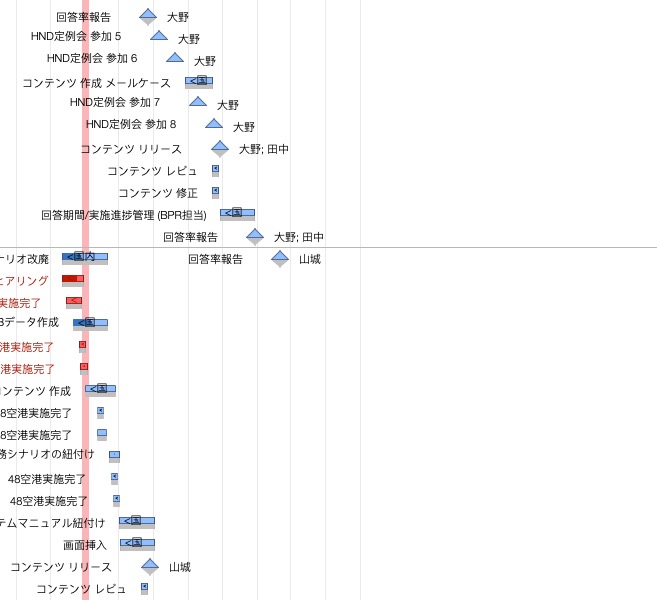 回答率報告 大野
HND定例会 参加 5 大野
HND定例会 参加 6 大野
コンテンツ 作成 メールケース <国
HND定例会 参加 7 大野
HND定例会 参加 8 大野
コンテンツ リリース 大野; 田中
コンテンツ レビュ
コンテンツ 修正
回答期間/実施進捗管理 (BPR担当) <国
回答率報告 大野; 田中
ナリオ改廃 <国内 回答率報告 山城
ヒアリング
実施完了
3データ作成 <国
港実施完了
港実施完了
コンテンツ 作成 <国
8空港実施完了
8空港実施完了
務シナリオの紐付け
48空港実施完了
48空港実施完了
テムマニュアル紐付け <国
画面挿入 <国
コンテンツ リリース 山城
コンテンツ レビュ